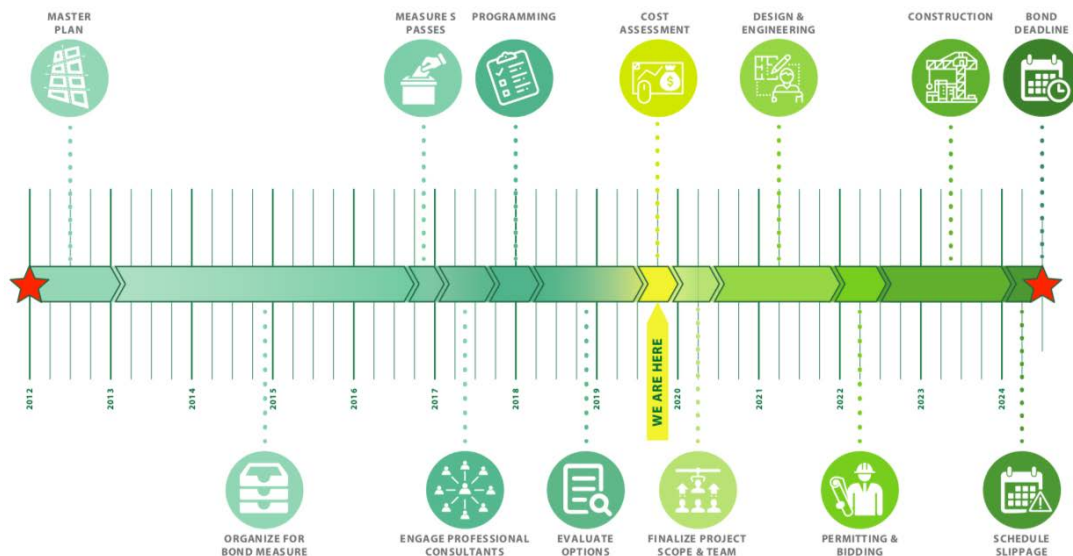 MASTER
PLAN
MEASURE S
PASSES
PROGRAMMING
COST
ASSESSMENT
DESIGN &
ENGINEERING
CONSTRUCTION
BOND
DEADLINE
2012
2013
2014
2015
2016
2017
2018
2019
WE ARE HERE
2020
2021
2022
2023
2024
ORGANIZE FOR
BOND MEASURE
ENGAGE PROFESSIONAL
CONSULTANTS
EVALUATE
OPTIONS
FINALIZE PROJECT
SCOPE & TEAM
PERMITTING &
BIDDING
SCHEDULE
SLIPPAGE